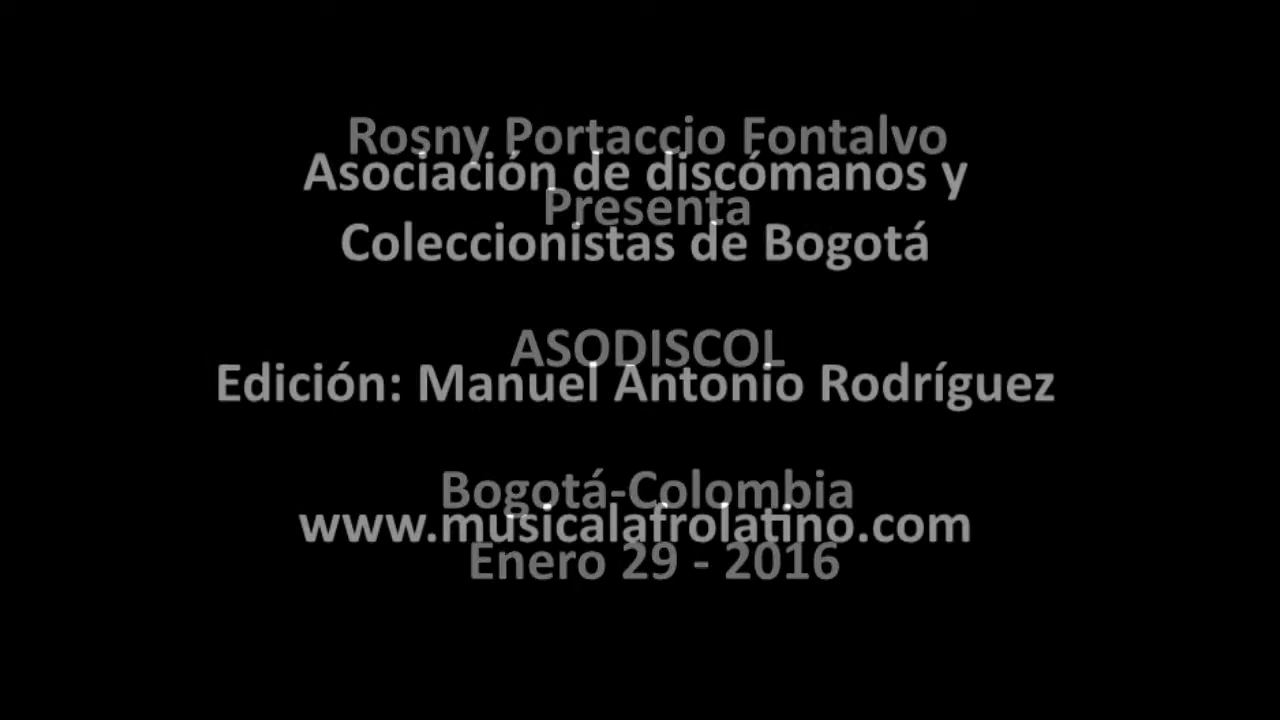 Rosny Portaccio Fontalvo
Asociación de discómanos y
Presenta
Coleccionistas de Bogotá
ASODISCOL
Edición: Manuel Antonio Rodríguez
Bogotá-Colombia
www.musicalafrolatino.com
Enero 29 - 2016